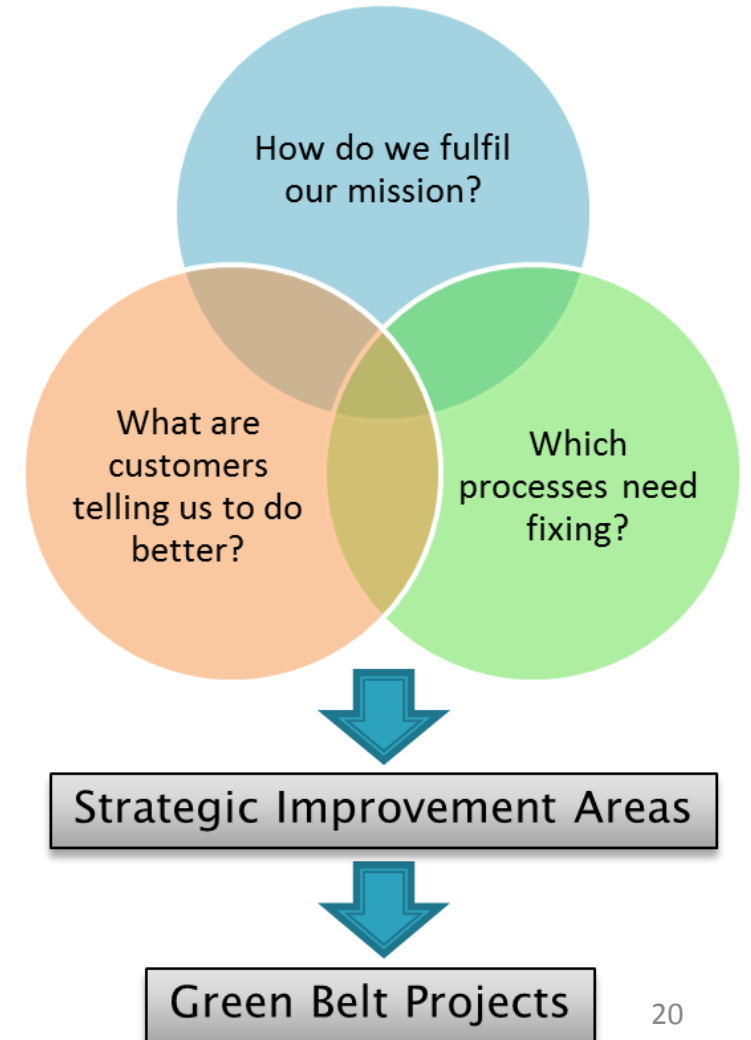 How do we fulfil
our mission?
What are
customers
telling us to do
better?
Which
processes need
fixing?
Strategic Improvement Areas
Green Belt Projects
20